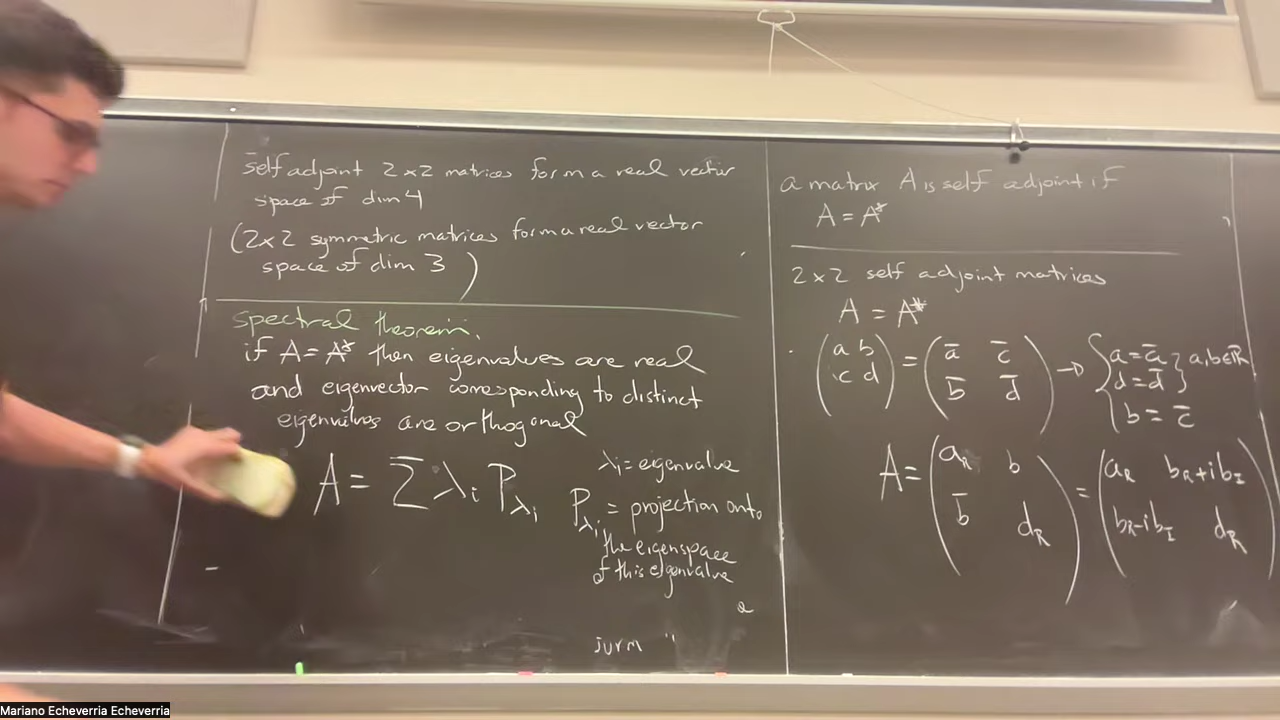 self adjoint 2×2 matrices form a real vector
space of dim 4
(2×2 symmetric matrices form a real vector
space of dim 3 )
spectral theorem.
if A = A* then eigenvalues are real
and eigenvector corresponding to distinct
eigenvalues are orthogonal
A = Σ λi Pλi
λi = eigenvalue
Pλi = projection onto
the eigenspace
of this eigenvalue
a matrix A is self adjoint if
A = A*
2×2 self adjoint matrices
A = A*
(a b; c d) = (a̅ c̅; b̅ d̅) → { a = a̅, d = d̅ } a, b ∈ ℝ, b = c̅
A = (aR b; b̅ dR) = (aR bR+ibI; bR-ibI dR)
Mariano Echeverria Echeverria